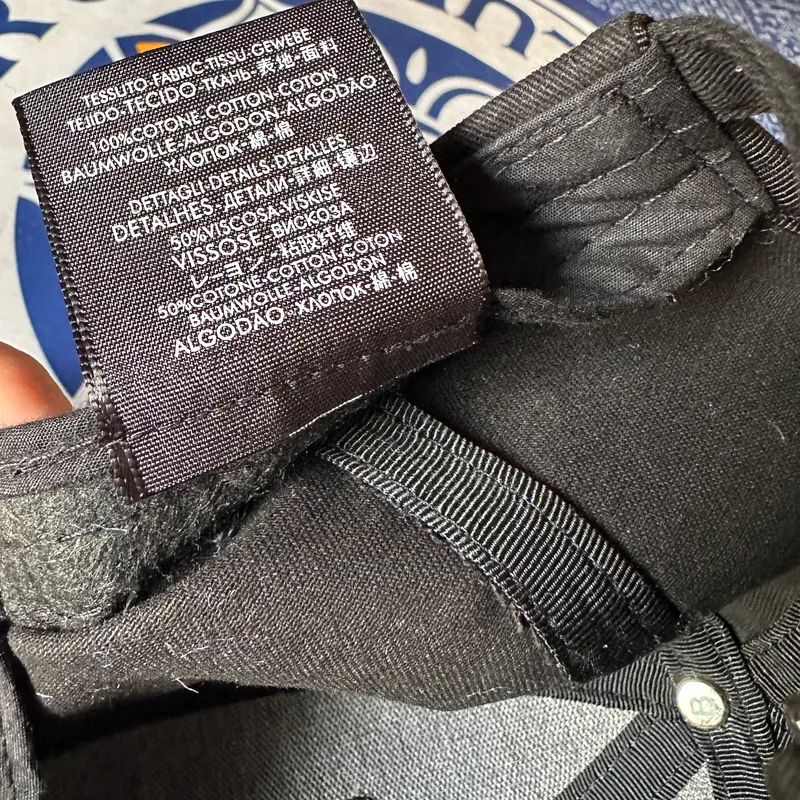 TESSUTO-FABRIC-TISSU-GEWEBE
TEJIDO-TECIDO-ТКАНЬ-表地-面料
100%COTONE-COTTON-COTON
BAUMWOLLE-ALGODON-ALGODÃO
ХЛОПОК-綿-棉
DETTAGLI-DETAILS-DETALLES
DETALHES-ДЕТАЛИ-詳細-镶边
50%VISCOSA-VISKISE
VISSOSE-ВИСКОЗА
レーヨン-粘胶纤维
50%COTONE-COTTON-COTON
BAUMWOLLE-ALGODON
ALGODÃO-ХЛОПОК-綿-棉